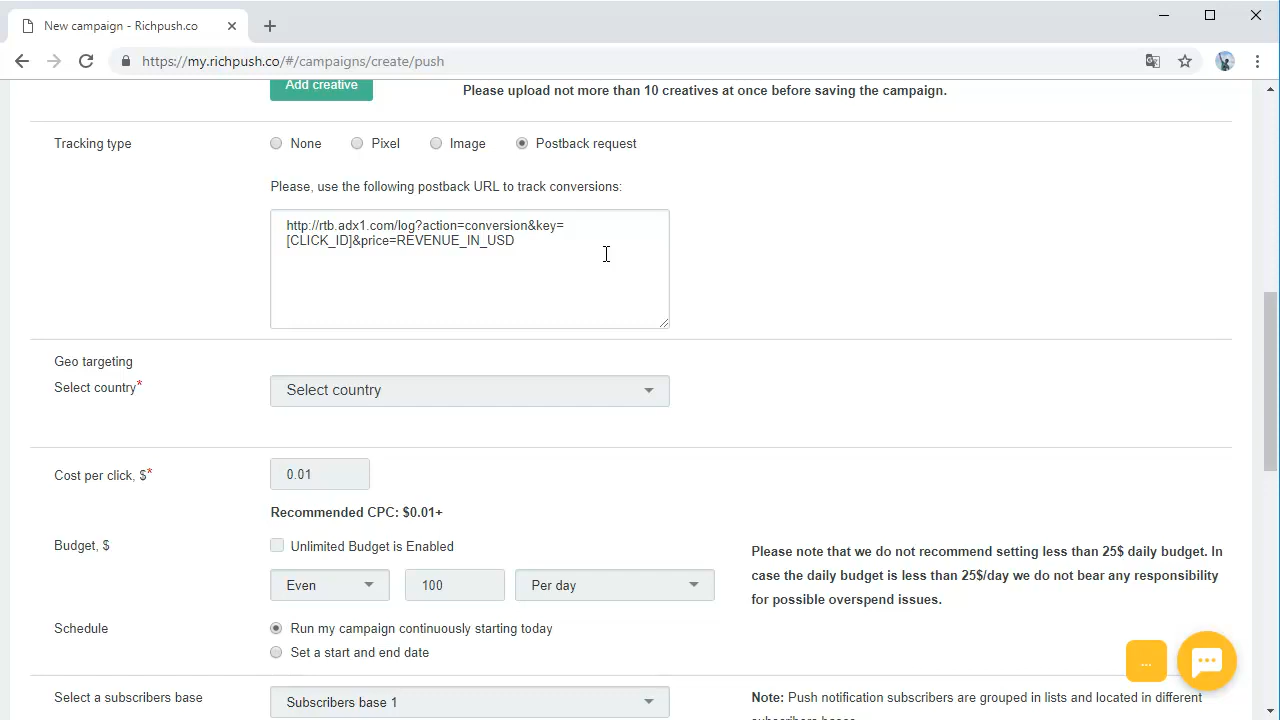 New campaign - Richpush.co
https://my.richpush.co/#/campaigns/create/push
Add creative
Please upload not more than 10 creatives at once before saving the campaign.
Tracking type
None
Pixel
Image
Postback request
Please, use the following postback URL to track conversions:
http://rtb.adx1.com/log?action=conversion&key=
[CLICK_ID]&price=REVENUE_IN_USD
Geo targeting
Select country*
Select country
Cost per click, $*
0.01
Recommended CPC: $0.01+
Budget, $
Unlimited Budget is Enabled
Even
100
Per day
Please note that we do not recommend setting less than 25$ daily budget. In
case the daily budget is less than 25$/day we do not bear any responsibility
for possible overspend issues.
Schedule
Run my campaign continuously starting today
Set a start and end date
...
Select a subscribers base
Subscribers base 1
Note: Push notification subscribers are grouped in lists and located in different
subscribers bases